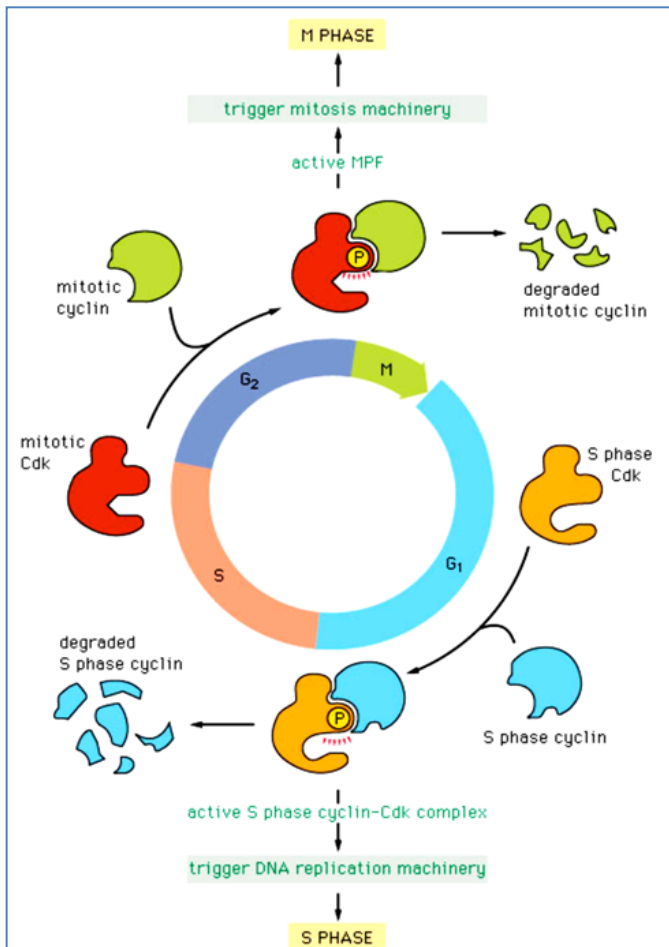 M PHASE
trigger mitosis machinery
active MPF
P
mitotic
cyclin
degraded
mitotic cyclin
G₂
M
mitotic
Cdk
S phase
Cdk
S
G₁
degraded
S phase cyclin
P
S phase cyclin
active S phase cyclin-Cdk complex
trigger DNA replication machinery
S PHASE